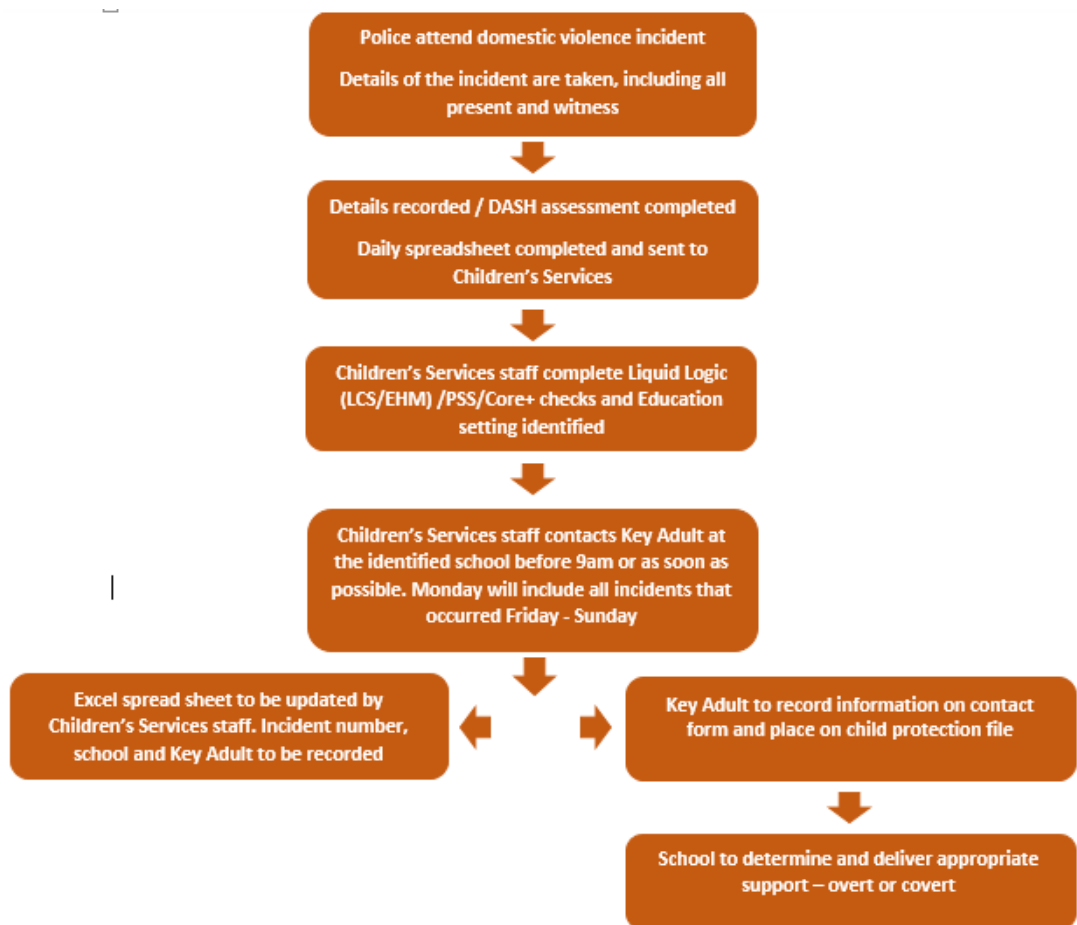 Police attend domestic violence incident
Details of the incident are taken, including all
present and witness
Details recorded / DASH assessment completed
Daily spreadsheet completed and sent to
Children's Services
Children's Services staff complete Liquid Logic
(LCS/EHM) /PSS/Core+ checks and Education
setting identified
Children's Services staff contacts Key Adult at
the identified school before 9am or as soon as
possible. Monday will include all incidents that
occurred Friday - Sunday
Excel spread sheet to be updated by
Children's Services staff. Incident number,
school and Key Adult to be recorded
Key Adult to record information on contact
form and place on child protection file
School to determine and deliver appropriate
support – overt or covert